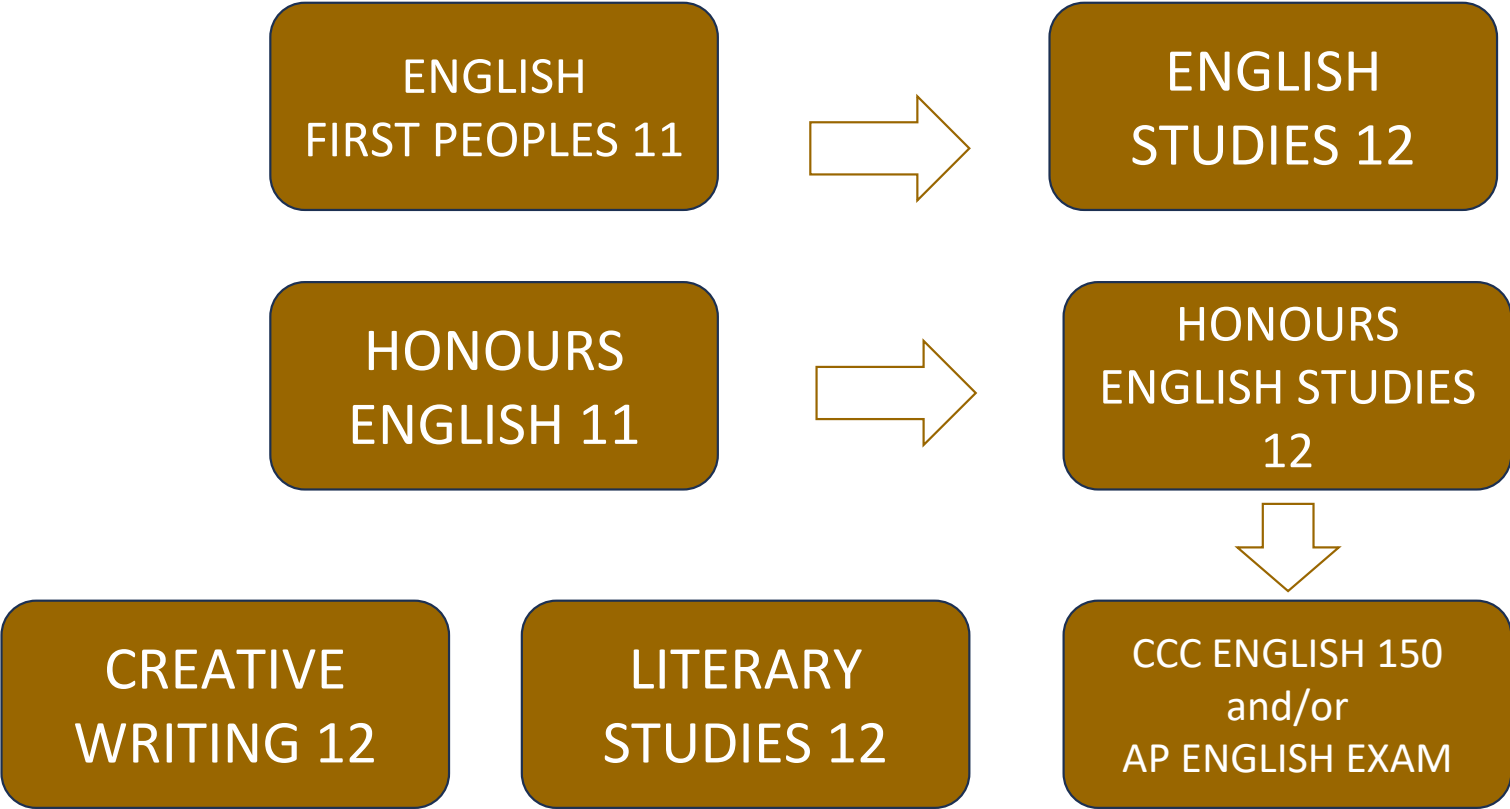 ENGLISH
FIRST PEOPLES 11
ENGLISH
STUDIES 12
HONOURS
ENGLISH 11
HONOURS
ENGLISH STUDIES
12
CREATIVE
WRITING 12
LITERARY
STUDIES 12
CCC ENGLISH 150
and/or
AP ENGLISH EXAM